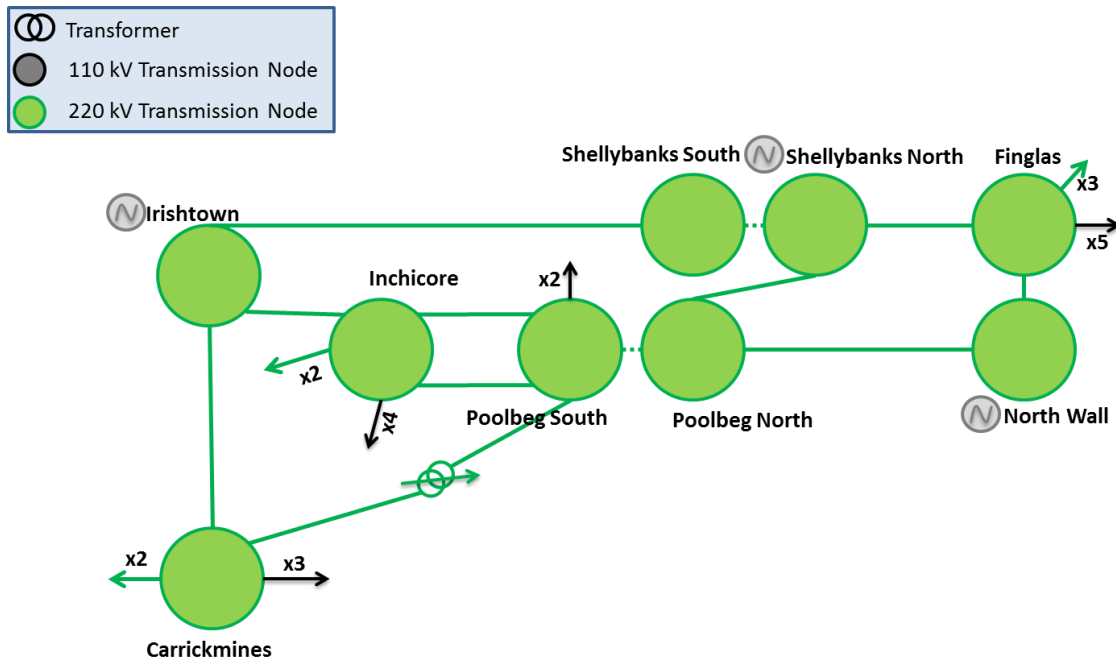 Transformer
110 kV Transmission Node
220 kV Transmission Node
Shellybanks South
N Shellybanks North
Finglas
x3
x5
N Irishtown
Inchicore
x2
x2
x4
Poolbeg South
Poolbeg North
N North Wall
x2
x3
Carrickmines